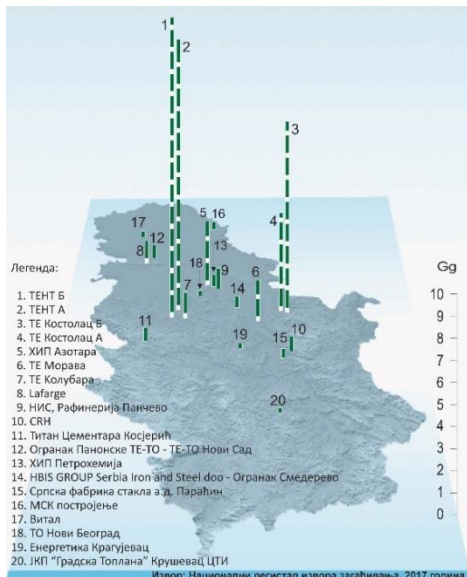 1
2
3
4
5 16
17
13
12
18
8
9
6
7
14
11
19
15 10
20
Gg
10
9
8
7
6
5
4
3
2
1
0
Легенда:
1. ТЕНТ Б
2. ТЕНТ А
3. ТЕ Костолац Б
4. ТЕ Костолац А
5. ХИП Азотара
6. ТЕ Морава
7. ТЕ Колубара
8. Lafarge
9. НИС, Рафинерија Панчево
10. CRH
11. Титан Цементара Косјерић
12. Огранак Панонске ТЕ-ТО - ТЕ-ТО Нови Сад
13. ХИП Петрохемија
14. HBIS GROUP Serbia Iron and Steel doo - Огранак Смедерево
15. Српска фабрика стакла а.д. Параћин
16. МСК постројење
17. Витал
18. ТО Нови Београд
19. Енергетика Крагујевац
20. ЈКП "Градска Топлана" Крушевац ЦТИ
Извор: Национални регистар извора загађивања, 2017 година